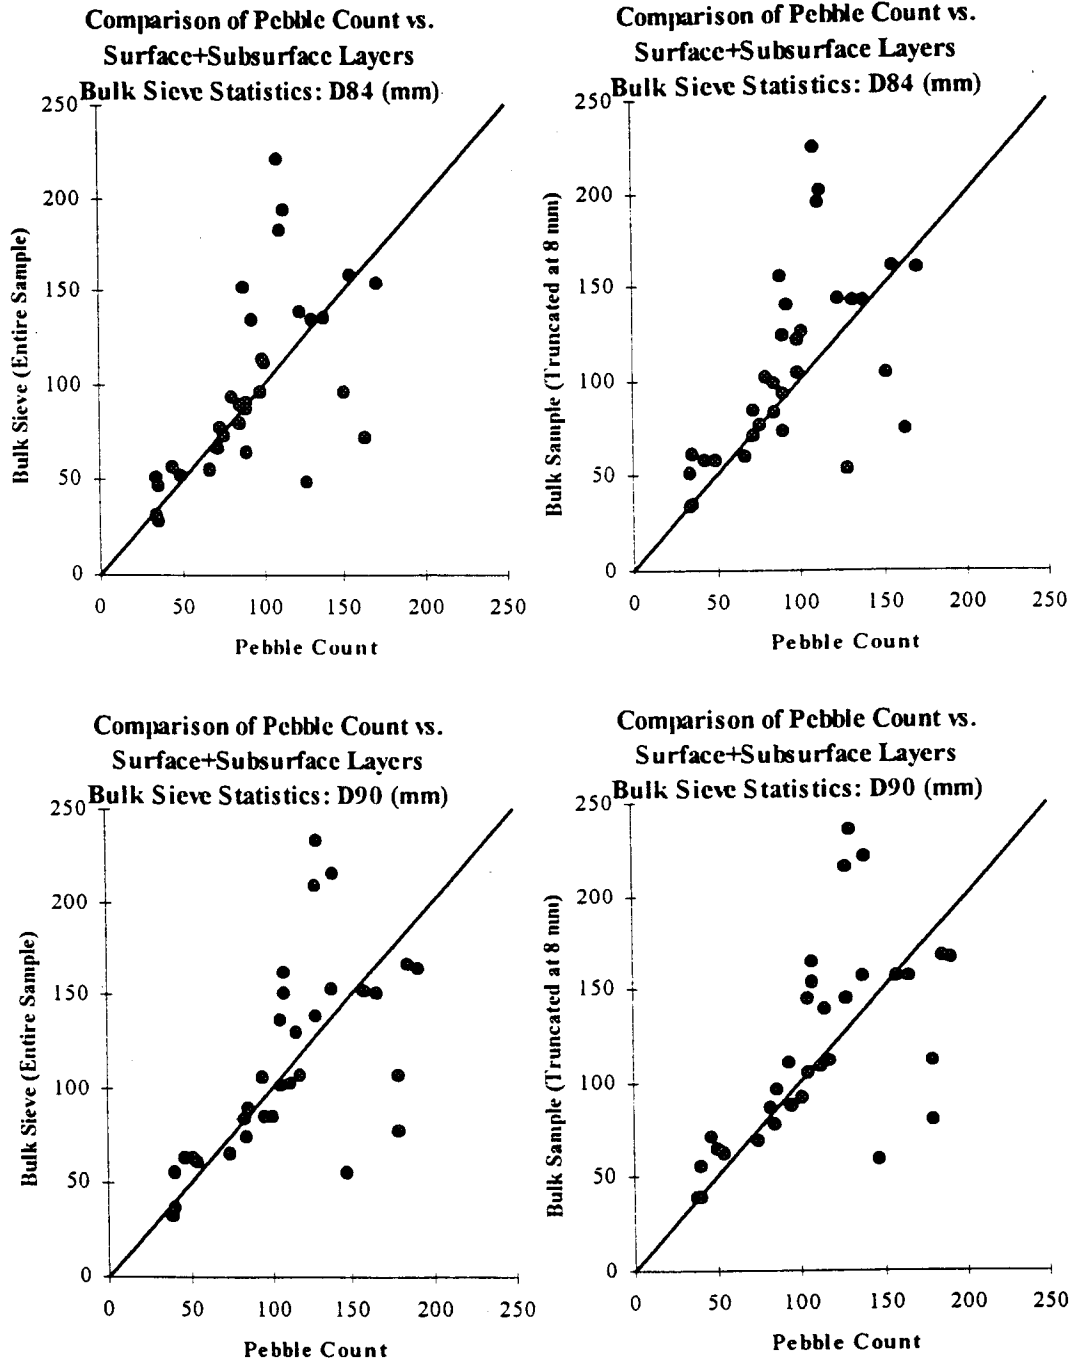 Comparison of Pebble Count vs.
Surface+Subsurface Layers
Bulk Sieve Statistics: D84 (mm)
250
200
150
100
50
0
Bulk Sieve (Entire Sample)
0 50 100 150 200 250
Pebble Count
Comparison of Pebble Count vs.
Surface+Subsurface Layers
Bulk Sieve Statistics: D84 (mm)
250
200
150
100
50
0
Bulk Sample (Truncated at 8 mm)
0 50 100 150 200 250
Pebble Count
Comparison of Pebble Count vs.
Surface+Subsurface Layers
Bulk Sieve Statistics: D90 (mm)
250
200
150
100
50
0
Bulk Sieve (Entire Sample)
0 50 100 150 200 250
Pebble Count
Comparison of Pebble Count vs.
Surface+Subsurface Layers
Bulk Sieve Statistics: D90 (mm)
250
200
150
100
50
0
Bulk Sample (Truncated at 8 mm)
0 50 100 150 200 250
Pebble Count